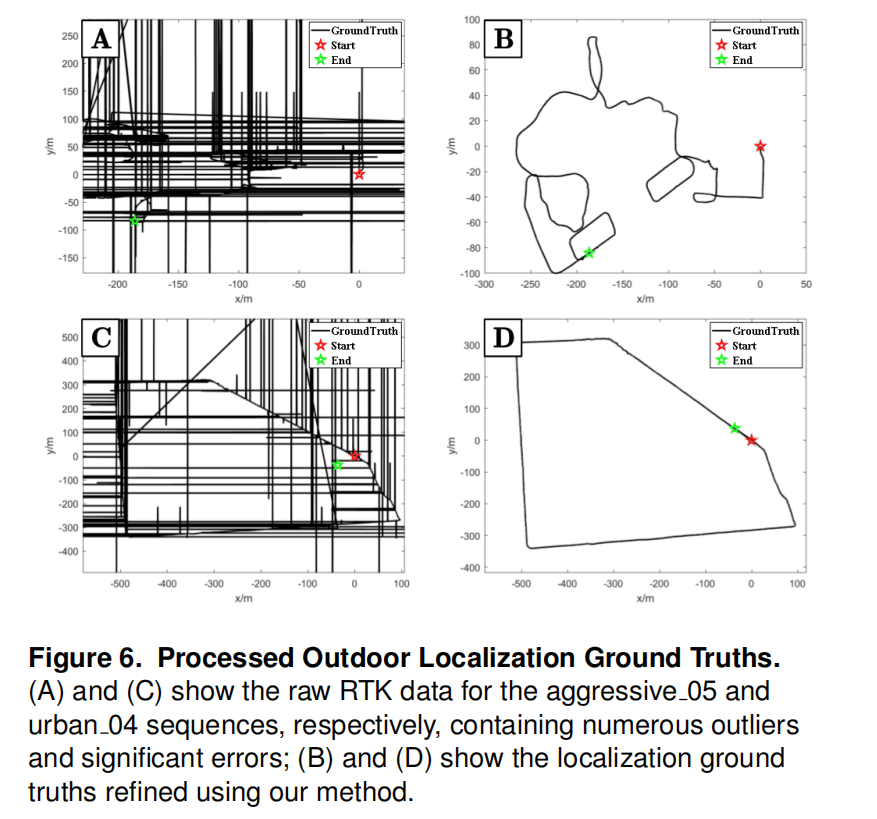 A
GroundTruth
Start
End
250
200
150
100
50
0
-50
-100
-150
y/m
-200
-150
-100
-50
0
x/m
B
GroundTruth
Start
End
100
80
60
40
20
0
-20
-40
-60
-80
-100
y/m
-300
-250
-200
-150
-100
-50
0
50
x/m
C
GroundTruth
Start
End
500
400
300
200
100
0
-100
-200
-300
-400
y/m
-500
-400
-300
-200
-100
0
100
x/m
D
GroundTruth
Start
End
300
200
100
0
-100
-200
-300
-400
y/m
-500
-400
-300
-200
-100
0
100
x/m
Figure 6. Processed Outdoor Localization Ground Truths.
(A) and (C) show the raw RTK data for the aggressive_05 and
urban_04 sequences, respectively, containing numerous outliers
and significant errors; (B) and (D) show the localization ground
truths refined using our method.